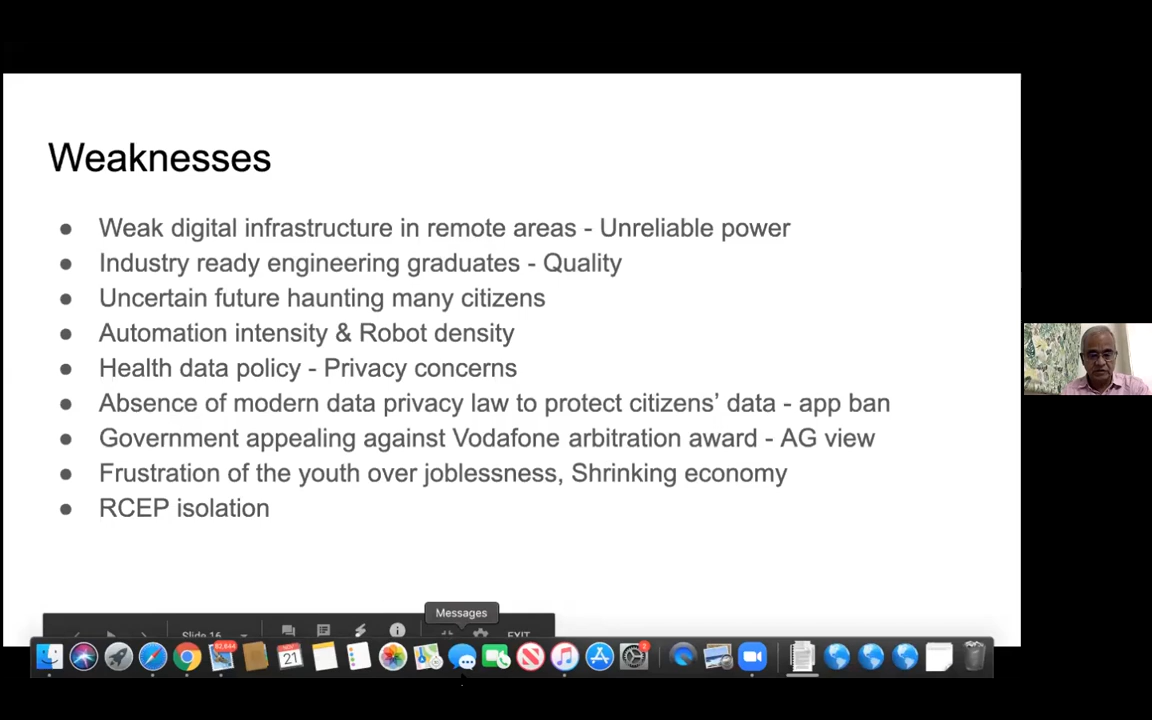 Weaknesses
● Weak digital infrastructure in remote areas - Unreliable power
● Industry ready engineering graduates - Quality
● Uncertain future haunting many citizens
● Automation intensity & Robot density
● Health data policy - Privacy concerns
● Absence of modern data privacy law to protect citizens’ data - app ban
● Government appealing against Vodafone arbitration award - AG view
● Frustration of the youth over joblessness, Shrinking economy
● RCEP isolation
Messages
Slide 16
EXIT
21